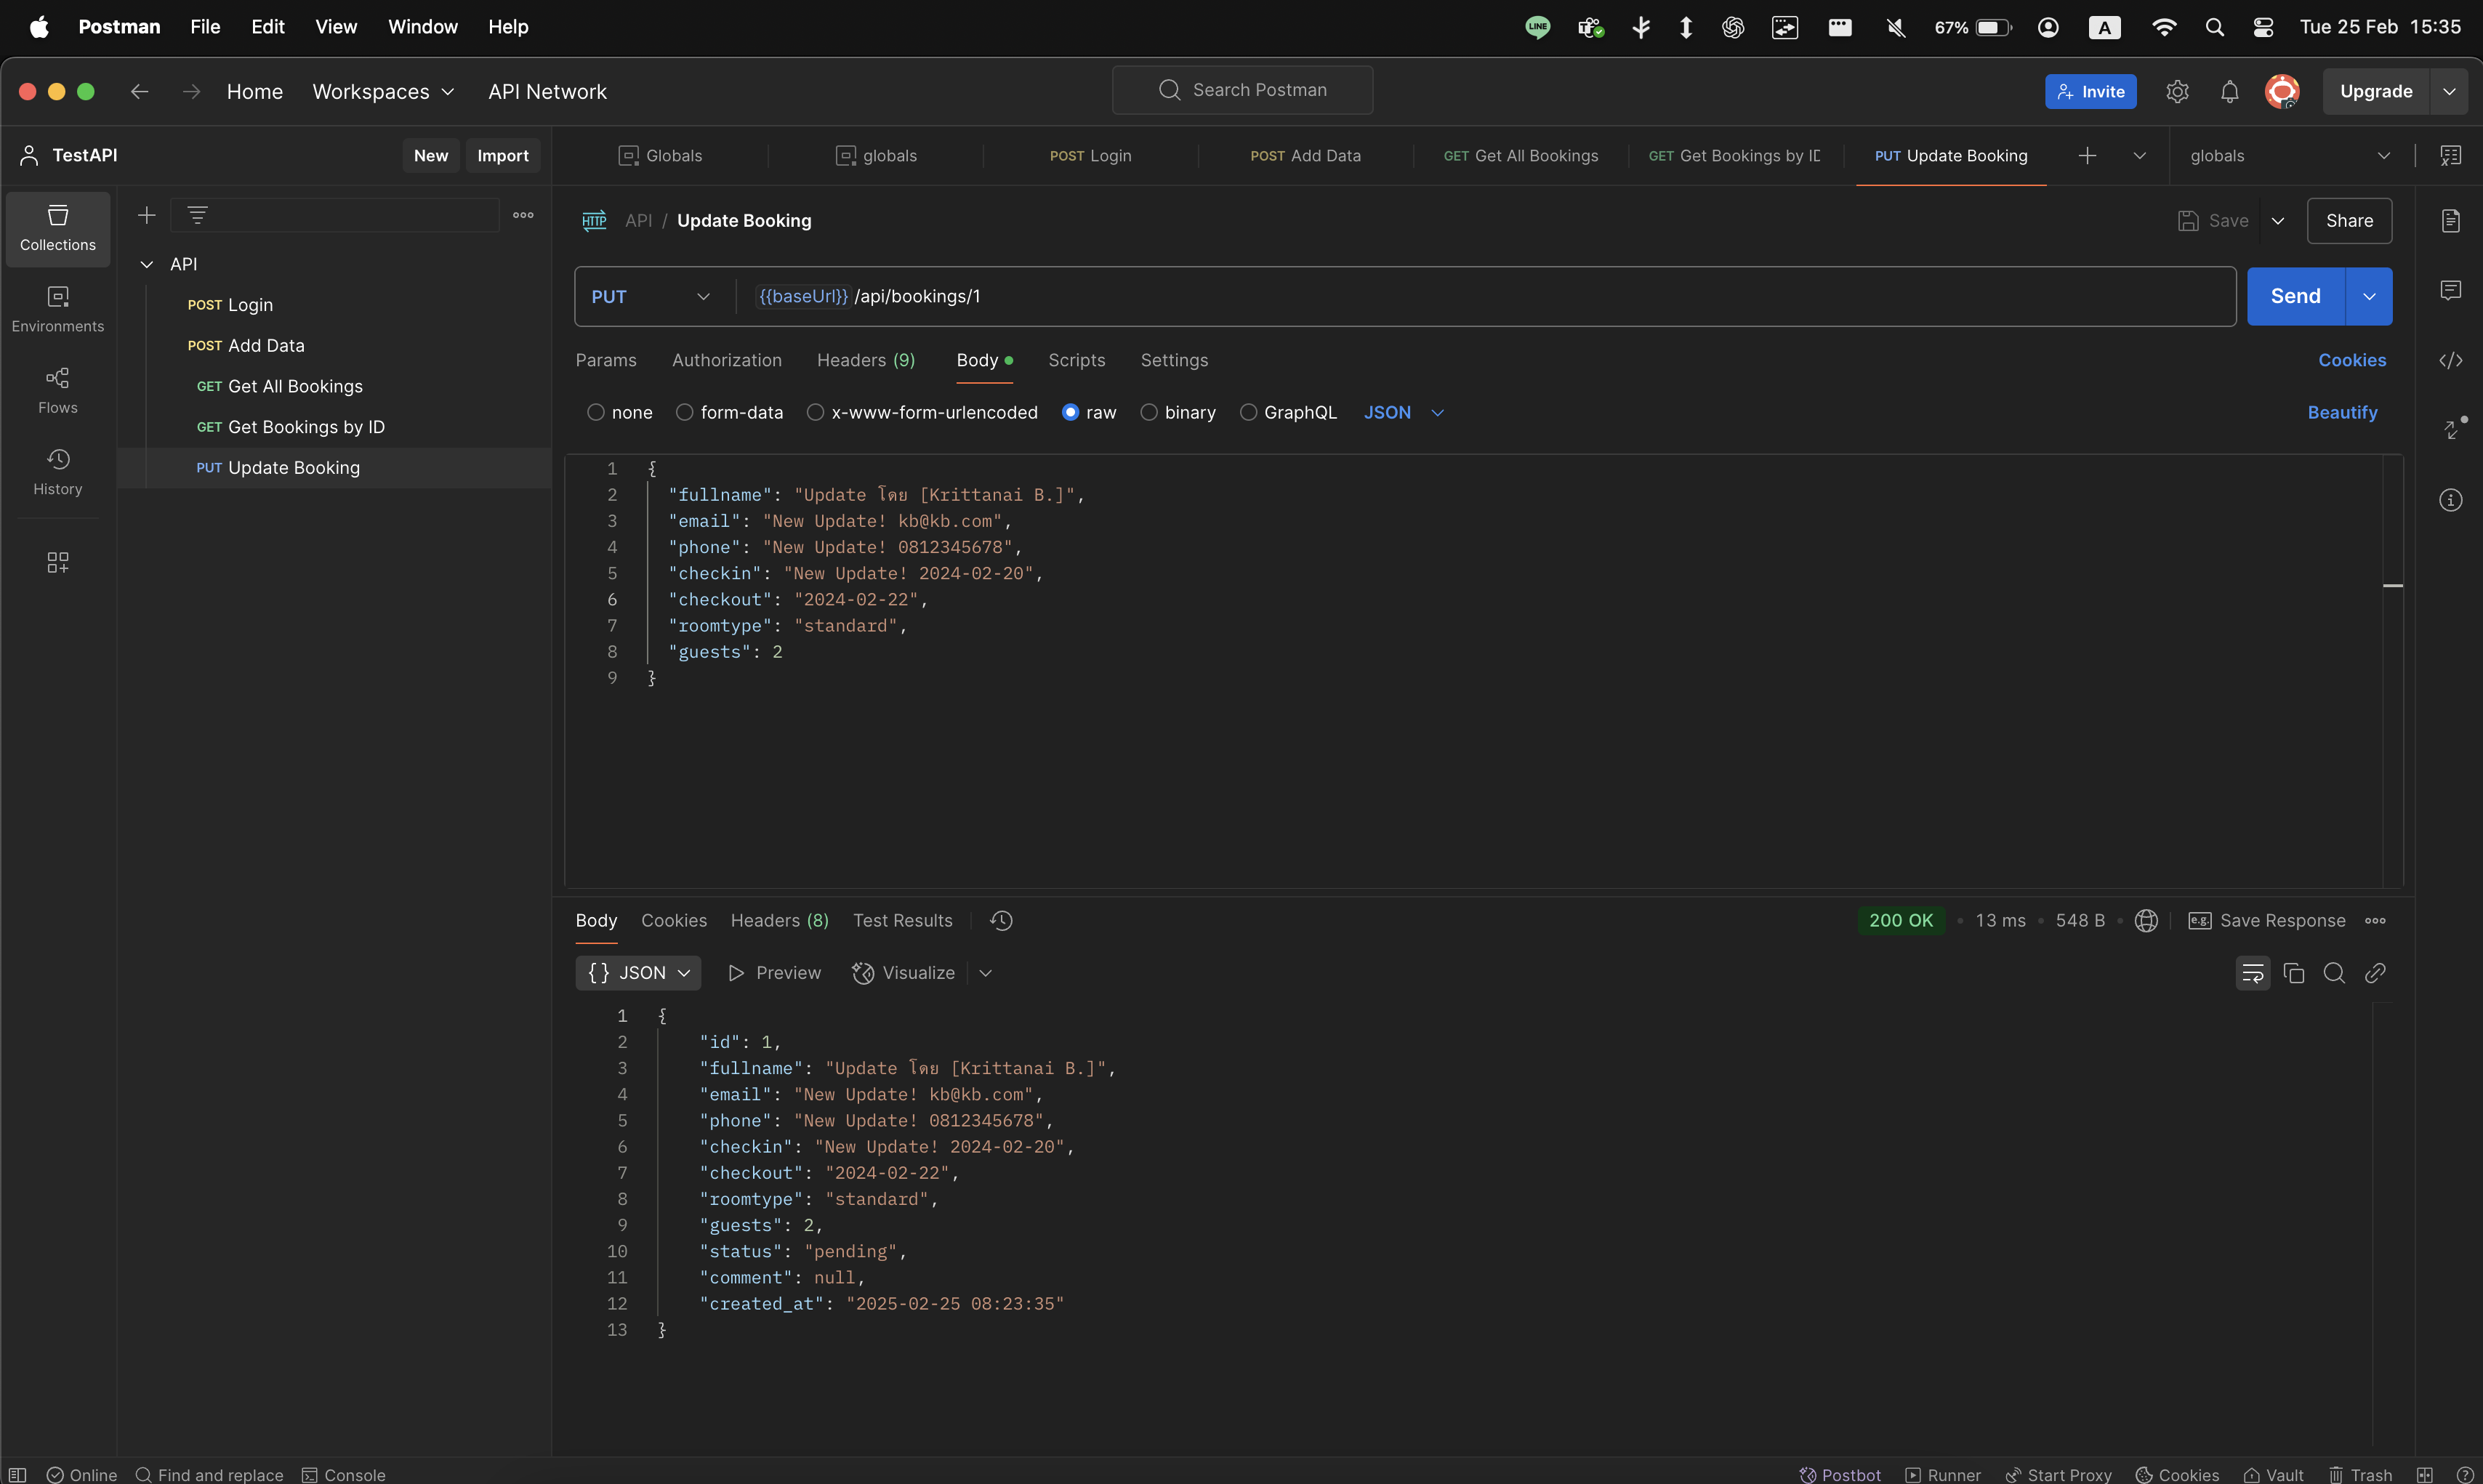 Postman File Edit View Window Help LINE 67% A Tue 25 Feb 15:35
Home Workspaces API Network Search Postman Invite Upgrade
TestAPI New Import Globals globals POST Login POST Add Data GET Get All Bookings GET Get Bookings by ID PUT Update Booking globals
Collections
Environments
Flows
History
API
POST Login
POST Add Data
GET Get All Bookings
GET Get Bookings by ID
PUT Update Booking
HTTP API / Update Booking Save Share
PUT {{baseUrl}} /api/bookings/1 Send
Params Authorization Headers (9) Body Scripts Settings Cookies
none form-data x-www-form-urlencoded raw binary GraphQL JSON Beautify
1 {
2 "fullname": "Update โดย [Krittanai B.]",
3 "email": "New Update! kb@kb.com",
4 "phone": "New Update! 0812345678",
5 "checkin": "New Update! 2024-02-20",
6 "checkout": "2024-02-22",
7 "roomtype": "standard",
8 "guests": 2
9 }
Body Cookies Headers (8) Test Results 200 OK 13 ms 548 B e.g. Save Response
{} JSON Preview Visualize
1 {
2 "id": 1,
3 "fullname": "Update โดย [Krittanai B.]",
4 "email": "New Update! kb@kb.com",
5 "phone": "New Update! 0812345678",
6 "checkin": "New Update! 2024-02-20",
7 "checkout": "2024-02-22",
8 "roomtype": "standard",
9 "guests": 2,
10 "status": "pending",
11 "comment": null,
12 "created_at": "2025-02-25 08:23:35"
13 }
Online Find and replace Console Postbot Runner Start Proxy Cookies Vault Trash